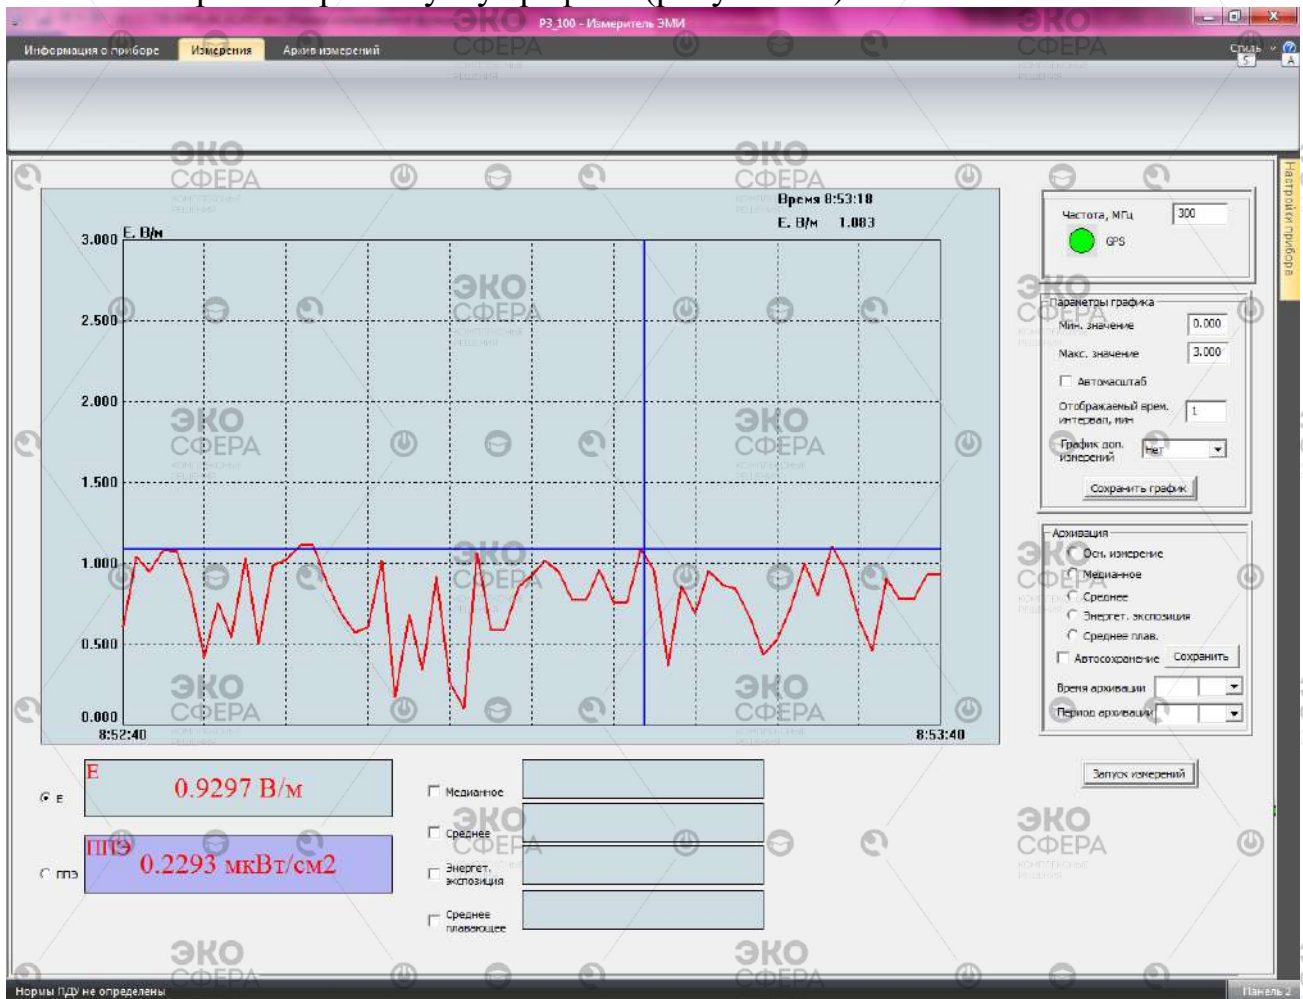 P3_100 - Измеритель ЭМИ
Информация о приборе Измерения Архив измерений Стиль
S A
Настройки прибора
Время 8:53:18
E, В/м 1.083
E, В/м
3.000
2.500
2.000
1.500
1.000
0.500
0.000
8:52:40 8:53:40
Частота, МГц 300
GPS
Параметры графика
Мин. значение 0.000
Макс. значение 3.000
Автомасштаб
Отображаемый врем. интервал, мин 1
График доп. измерений Нет
Сохранить график
Архивация
Осн. измерение
Медианное
Среднее
Энергет. экспозиция
Среднее плав.
Автосохранение Сохранить
Время архивации
Период архивации
Запуск измерений
E
E
0.9297 В/м
ППЭ
ППЭ
0.2293 мкВт/см2
Медианное
Среднее
Энергет.
экспозиция
Среднее
плавающее
Нормы ПДУ не определены Панель 2
ЭКО
СФЕРА
КОМПЛЕКСНЫЕ
РЕШЕНИЯ